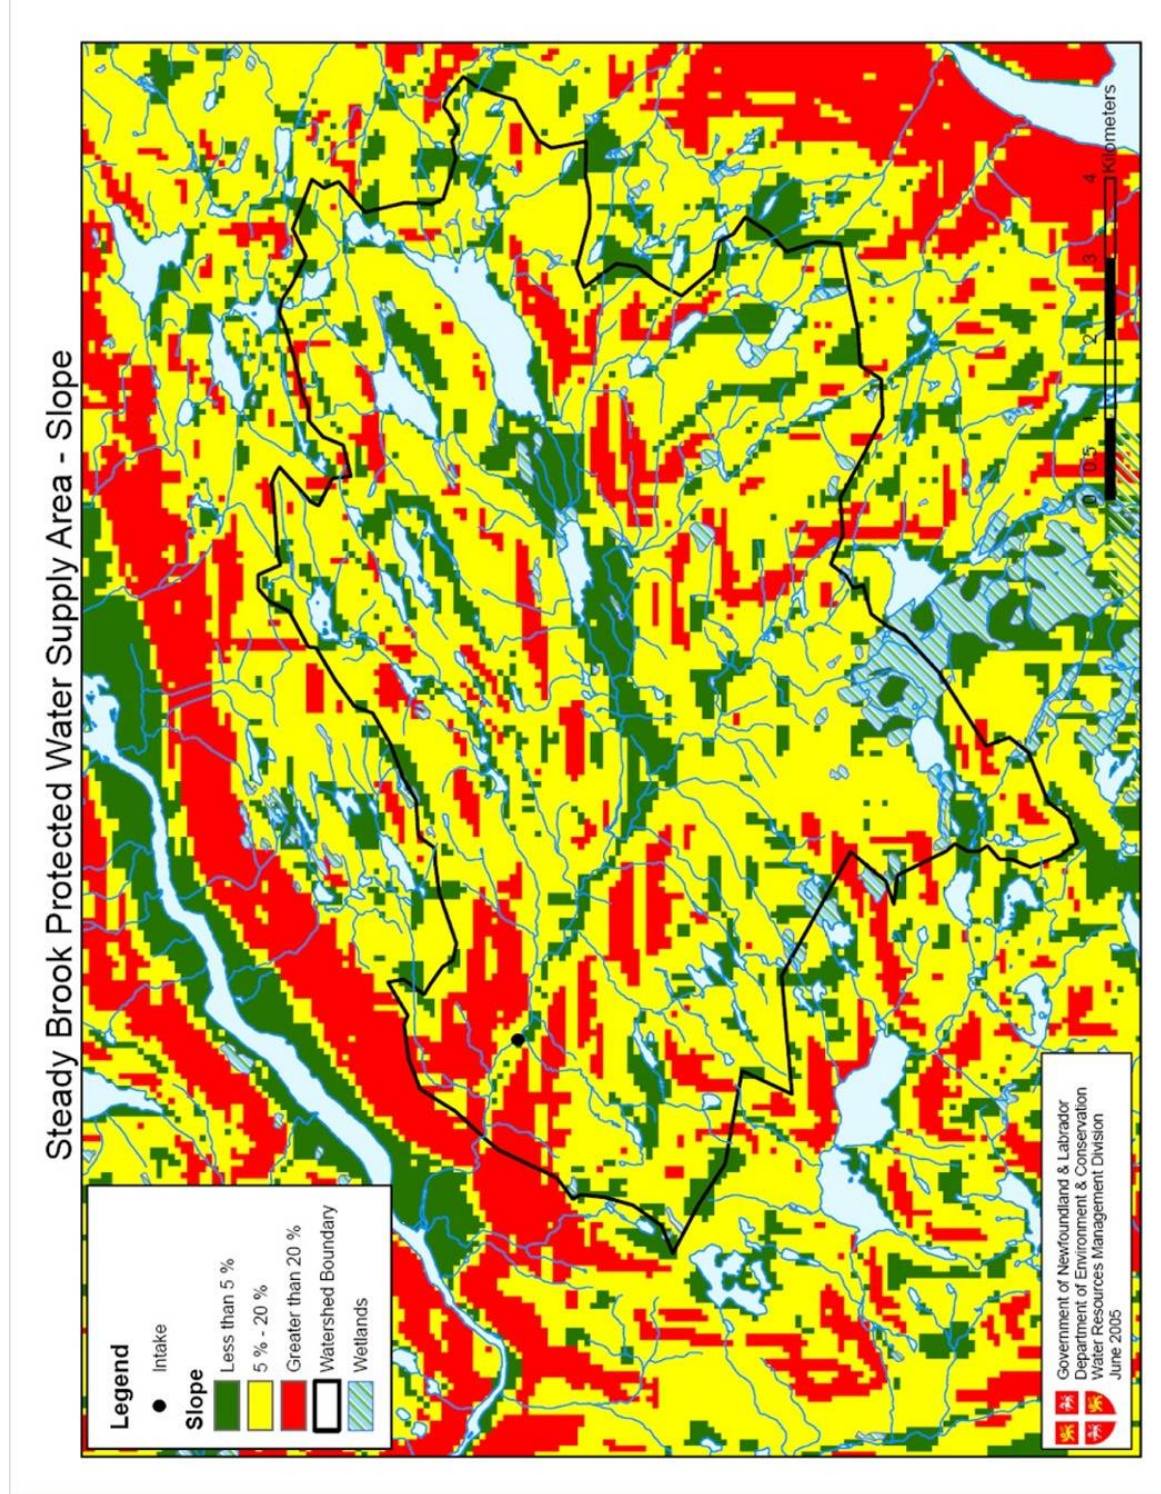 Steady Brook Protected Water Supply Area - Slope
Legend
Intake
Slope
Less than 5 %
5 % - 20 %
Greater than 20 %
Watershed Boundary
Wetlands
0 0.5 1 2 3 4
Kilometers
Government of Newfoundland & Labrador
Department of Environment & Conservation
Water Resources Management Division
June 2005